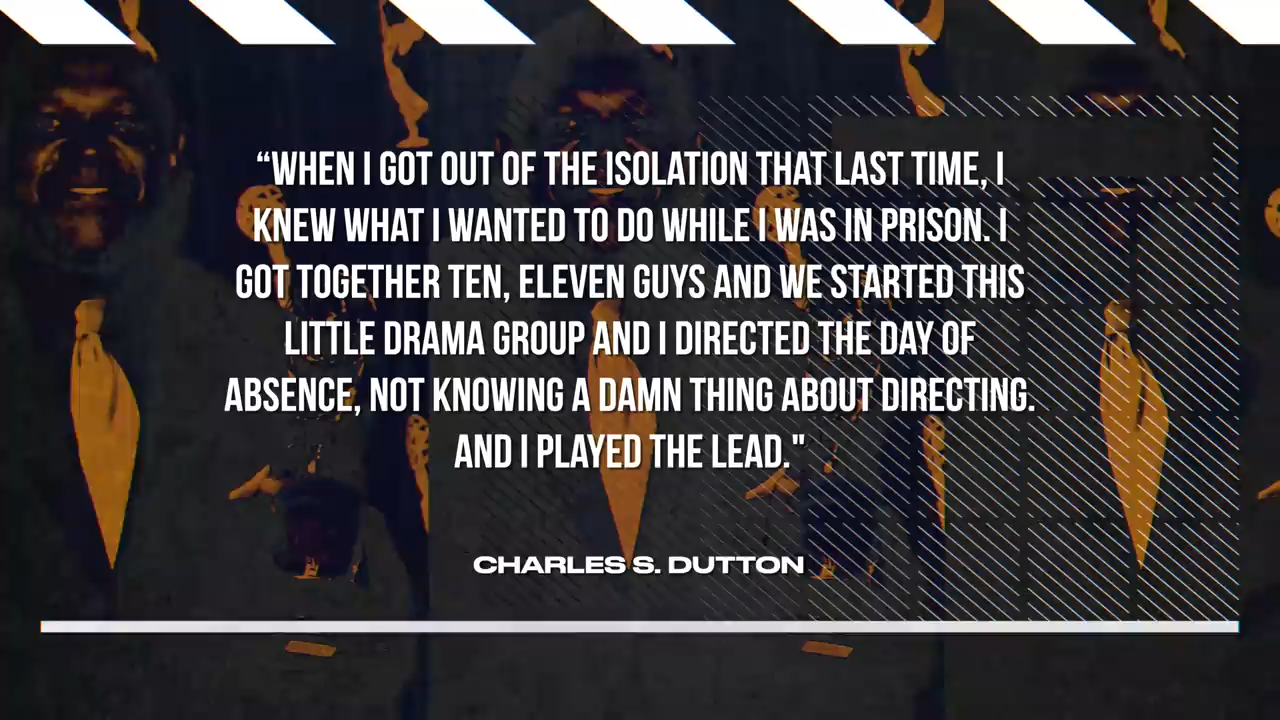 “WHEN I GOT OUT OF THE ISOLATION THAT LAST TIME, I
KNEW WHAT I WANTED TO DO WHILE I WAS IN PRISON. I
GOT TOGETHER TEN, ELEVEN GUYS AND WE STARTED THIS
LITTLE DRAMA GROUP AND I DIRECTED THE DAY OF
ABSENCE, NOT KNOWING A DAMN THING ABOUT DIRECTING.
AND I PLAYED THE LEAD."
CHARLES S. DUTTON